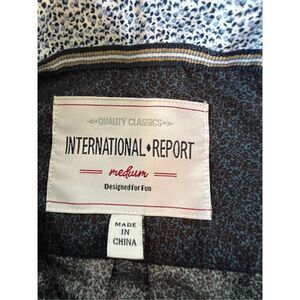 QUALITY CLASSICS
INTERNATIONAL♦REPORT
medium
Designed for Fun
MADE
IN
CHINA